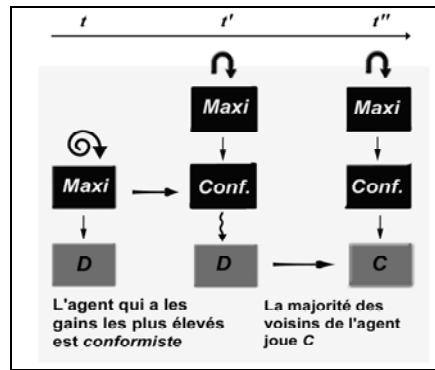 t t' t''
Maxi Maxi
Maxi Conf. Conf.
D D C
L'agent qui a les
gains les plus élevés
est conformiste
La majorité des
voisins de l'agent
joue C